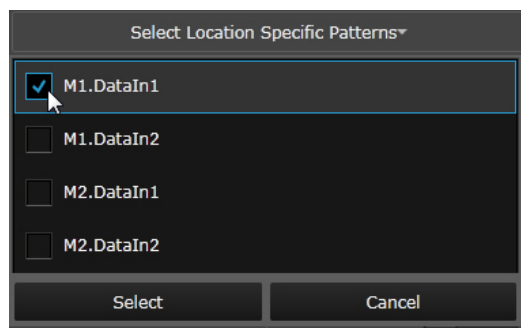 Select Location Specific Patterns
M1.DataIn1
M1.DataIn2
M2.DataIn1
M2.DataIn2
Select Cancel